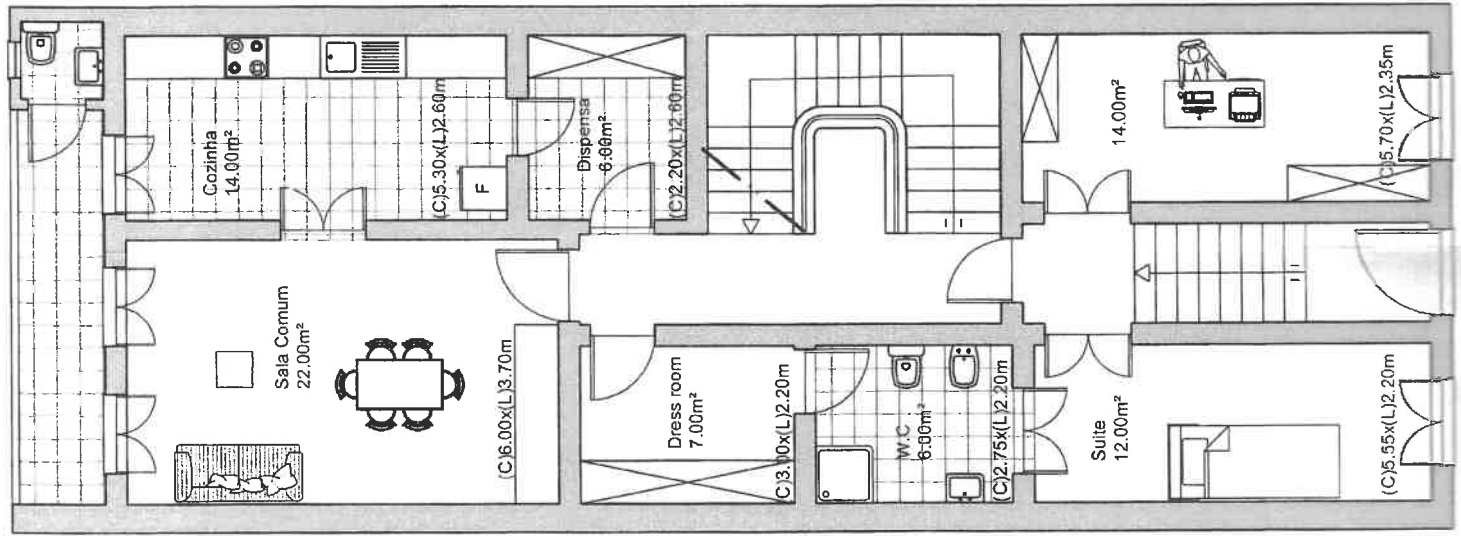 Cozinha
14.00m²
(C)5.30x(L)2.60m
F
Dispensa
6.00m²
(C)2.20x(L)2.60m
14.00m²
(C)5.70x(L)2.35m
Sala Comum
22.00m²
(C)6.00x(L)3.70m
Dress room
7.00m²
(C)3.00x(L)2.20m
W.C
6.00m²
(C)2.75x(L)2.20m
Suite
12.00m²
(C)5.55x(L)2.20m